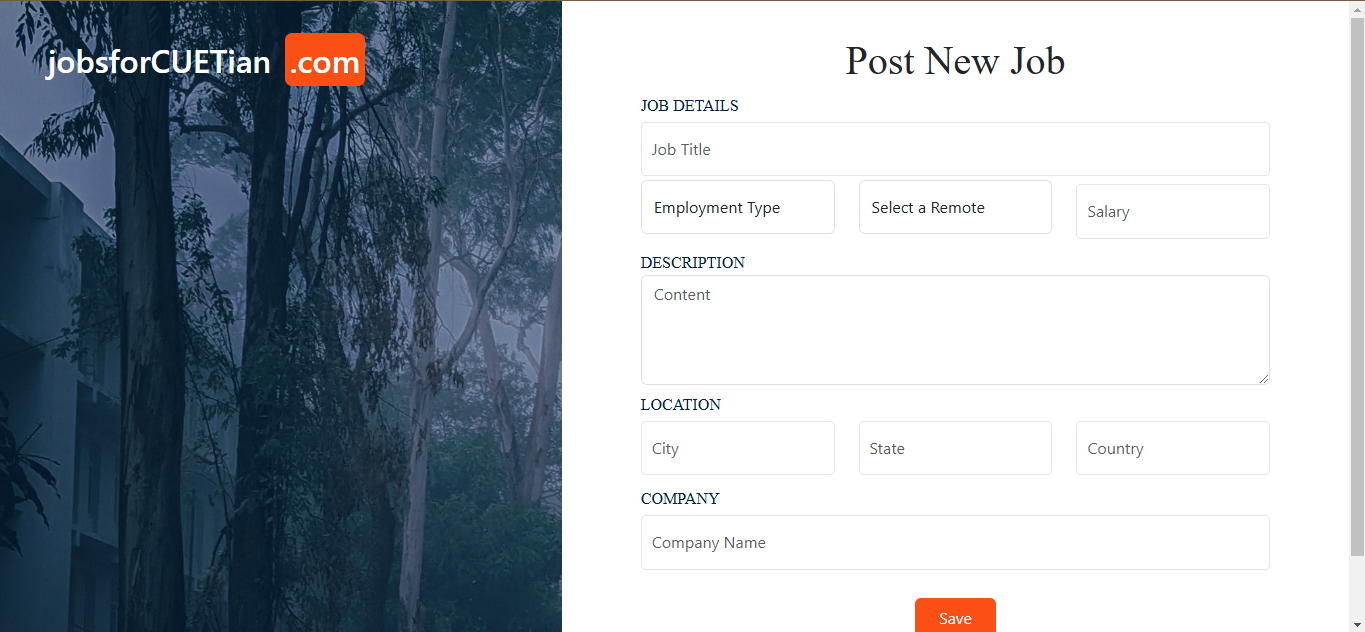 jobsforCUETian .com
Post New Job
JOB DETAILS
Job Title
Employment Type Select a Remote Salary
DESCRIPTION
Content
LOCATION
City State Country
COMPANY
Company Name
Save